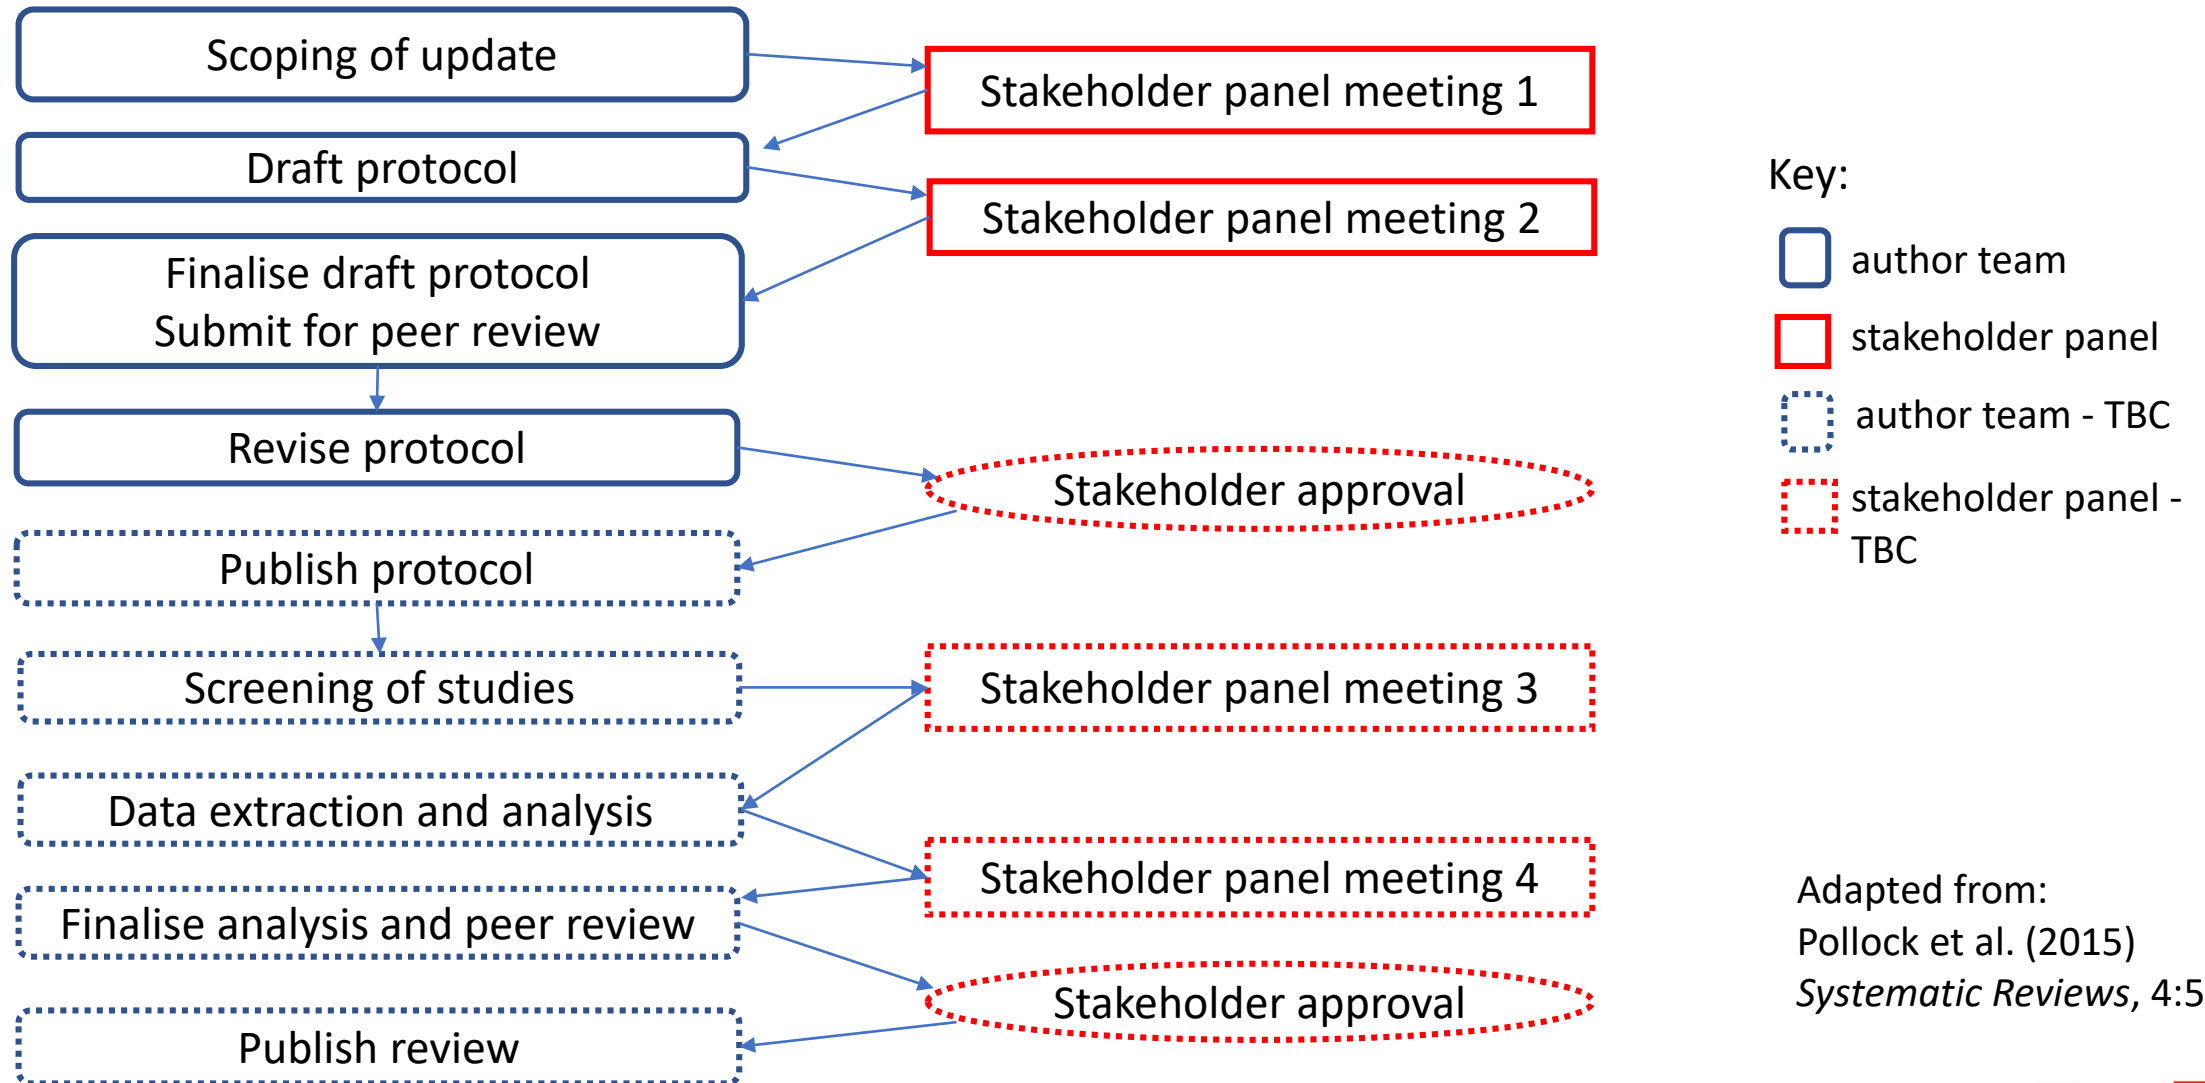 Scoping of update
Stakeholder panel meeting 1
Draft protocol
Stakeholder panel meeting 2
Finalise draft protocol
Submit for peer review
Revise protocol
Stakeholder approval
Publish protocol
Screening of studies
Stakeholder panel meeting 3
Data extraction and analysis
Stakeholder panel meeting 4
Finalise analysis and peer review
Stakeholder approval
Publish review
Key:
author team
stakeholder panel
author team - TBC
stakeholder panel -
TBC
Adapted from:
Pollock et al. (2015)
Systematic Reviews, 4:5